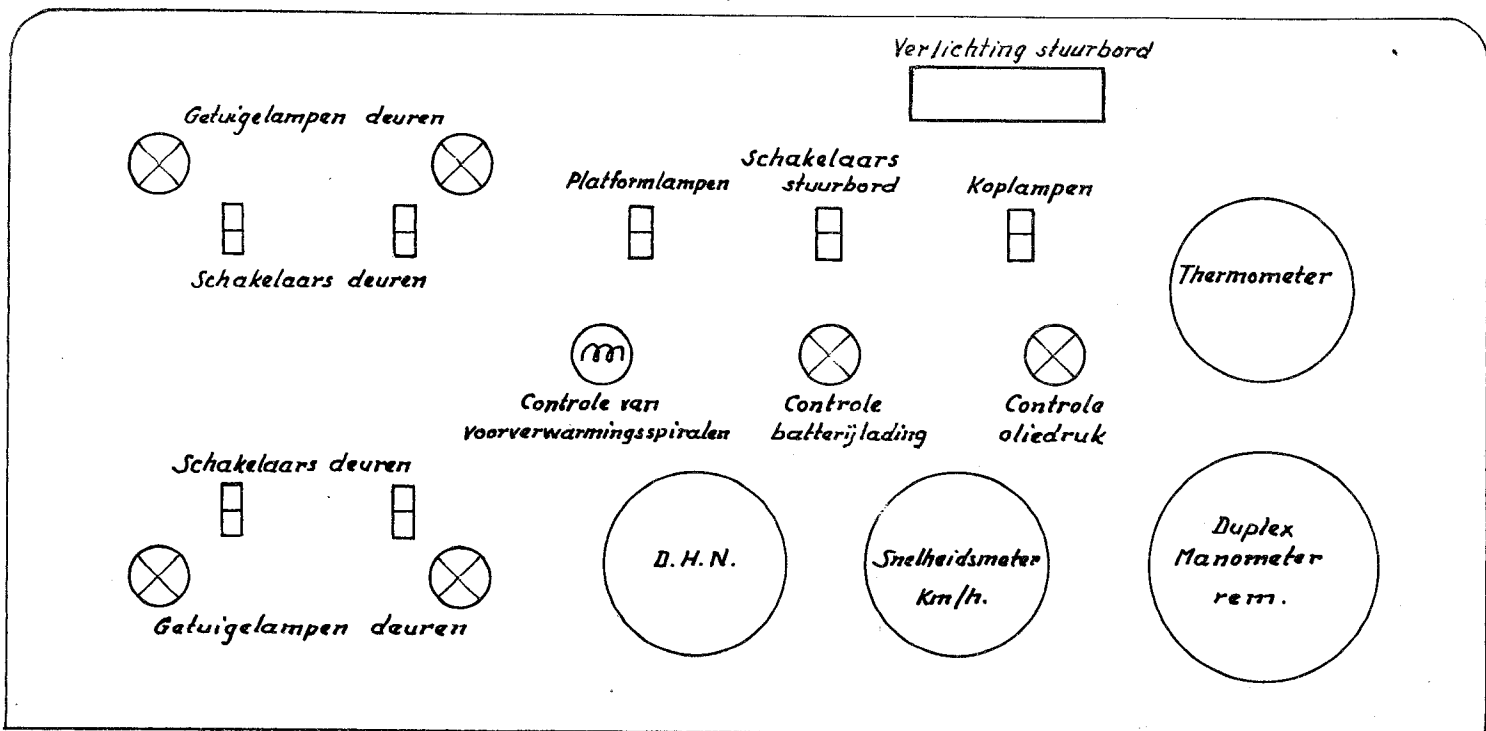 Verlichting stuurbord
Getuigelampen deuren
Schakelaars
stuurbord
Platformlampen
Koplampen
Schakelaars deuren
Thermometer
Controle van
voorverwarmingsspiralen
Controle
batterijlading
Controle
oliedruk
Schakelaars deuren
D.H.N.
Snelheidsmeter
Km/h.
Duplex
Manometer
rem.
Getuigelampen deuren